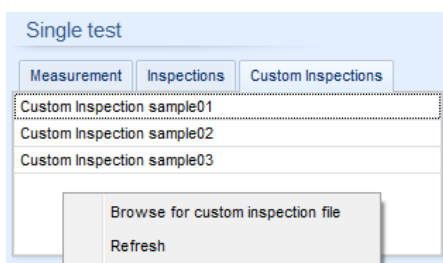 Single test
Measurement Inspections Custom Inspections
Custom Inspection sample01
Custom Inspection sample02
Custom Inspection sample03
Browse for custom inspection file
Refresh